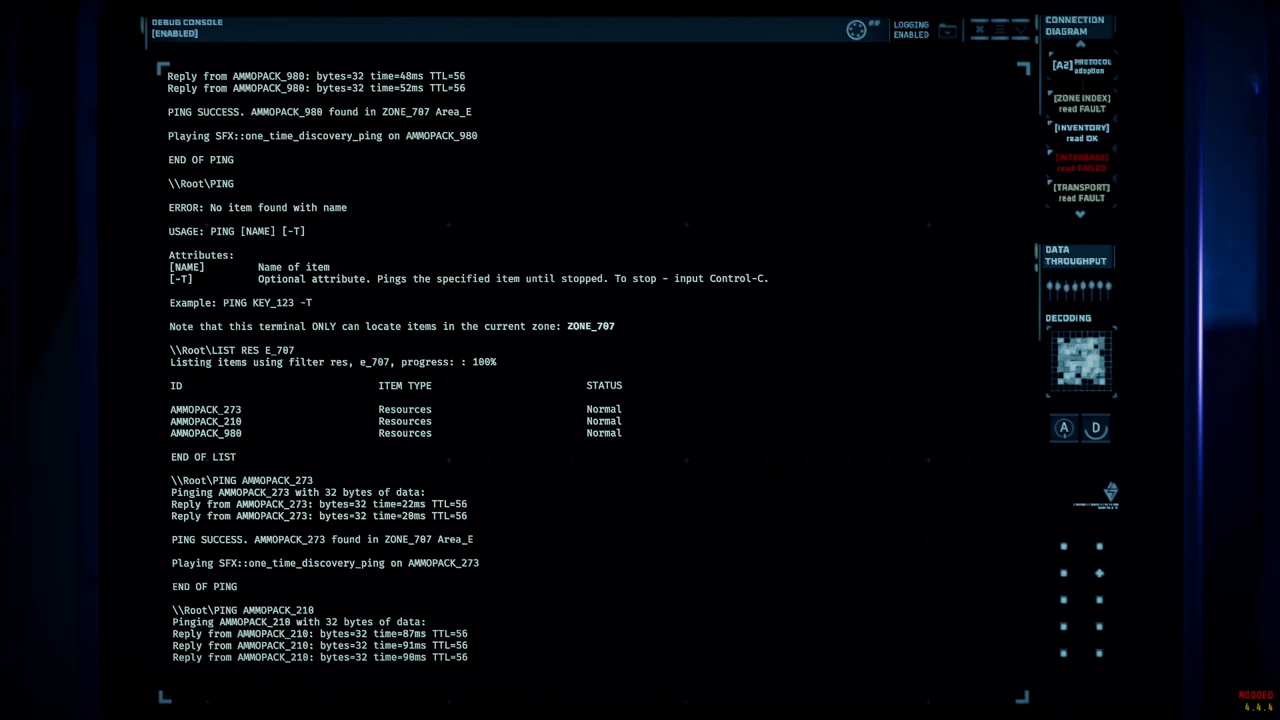 DEBUG CONSOLE
[ENABLED]
LOGGING
ENABLED
Reply from AMMOPACK_980: bytes=32 time=48ms TTL=56
Reply from AMMOPACK_980: bytes=32 time=52ms TTL=56
PING SUCCESS. AMMOPACK_980 found in ZONE_707 Area_E
Playing SFX::one_time_discovery_ping on AMMOPACK_980
END OF PING
\\Root\PING
ERROR: No item found with name
USAGE: PING [NAME] [-T]
Attributes:
[NAME] Name of item
[-T] Optional attribute. Pings the specified item until stopped. To stop - input Control-C.
Example: PING KEY_123 -T
Note that this terminal ONLY can locate items in the current zone: ZONE_707
\\Root\LIST RES E_707
Listing items using filter res, e_707, progress: : 100%
ID ITEM TYPE STATUS
AMMOPACK_273 Resources Normal
AMMOPACK_210 Resources Normal
AMMOPACK_980 Resources Normal
END OF LIST
\\Root\PING AMMOPACK_273
Pinging AMMOPACK_273 with 32 bytes of data:
Reply from AMMOPACK_273: bytes=32 time=22ms TTL=56
Reply from AMMOPACK_273: bytes=32 time=20ms TTL=56
PING SUCCESS. AMMOPACK_273 found in ZONE_707 Area_E
Playing SFX::one_time_discovery_ping on AMMOPACK_273
END OF PING
\\Root\PING AMMOPACK_210
Pinging AMMOPACK_210 with 32 bytes of data:
Reply from AMMOPACK_210: bytes=32 time=87ms TTL=56
Reply from AMMOPACK_210: bytes=32 time=91ms TTL=56
Reply from AMMOPACK_210: bytes=32 time=90ms TTL=56
CONNECTION
DIAGRAM
[A2] PROTOCOL
adaption
[ZONE INDEX]
read FAULT
[INVENTORY]
read OK
read FAILED
[TRANSPORT]
read FAULT
DATA
THROUGHPUT
DECODING
A D
MODDED
4.4.4